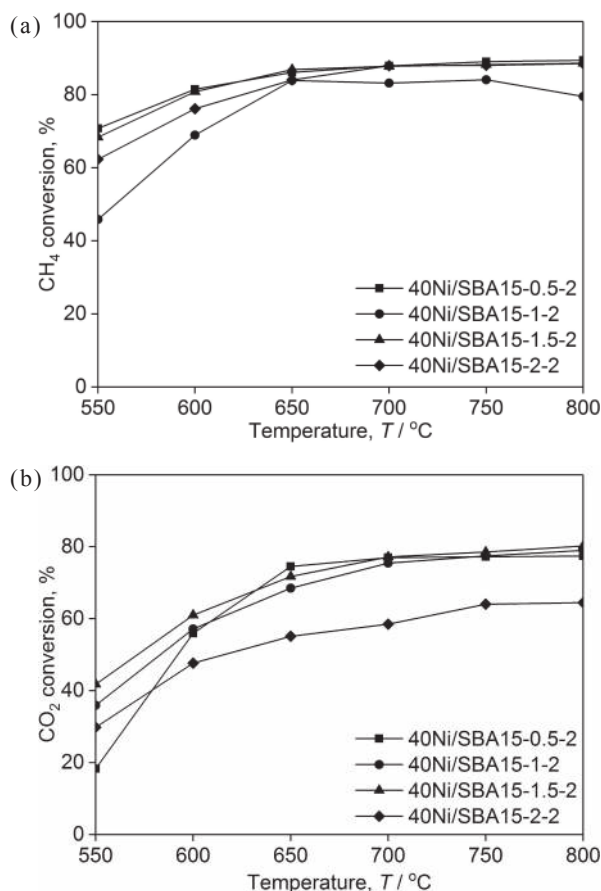 (a)
100
80
60
40
20
0
CH4 conversion, %
40Ni/SBA15-0.5-2
40Ni/SBA15-1-2
40Ni/SBA15-1.5-2
40Ni/SBA15-2-2
550 600 650 700 750 800
Temperature, T / °C
(b)
100
80
60
40
20
0
CO2 conversion, %
40Ni/SBA15-0.5-2
40Ni/SBA15-1-2
40Ni/SBA15-1.5-2
40Ni/SBA15-2-2
550 600 650 700 750 800
Temperature, T / °C